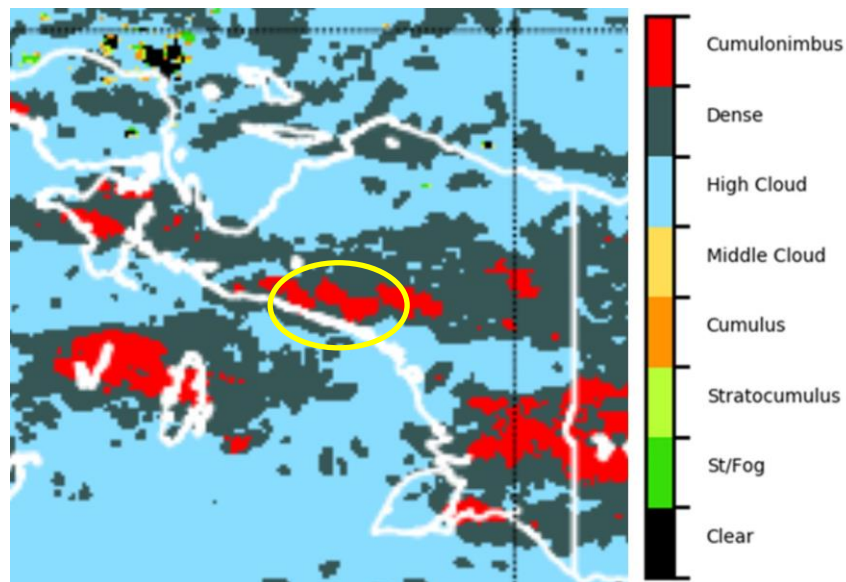 Cumulonimbus
Dense
High Cloud
Middle Cloud
Cumulus
Stratocumulus
St/Fog
Clear